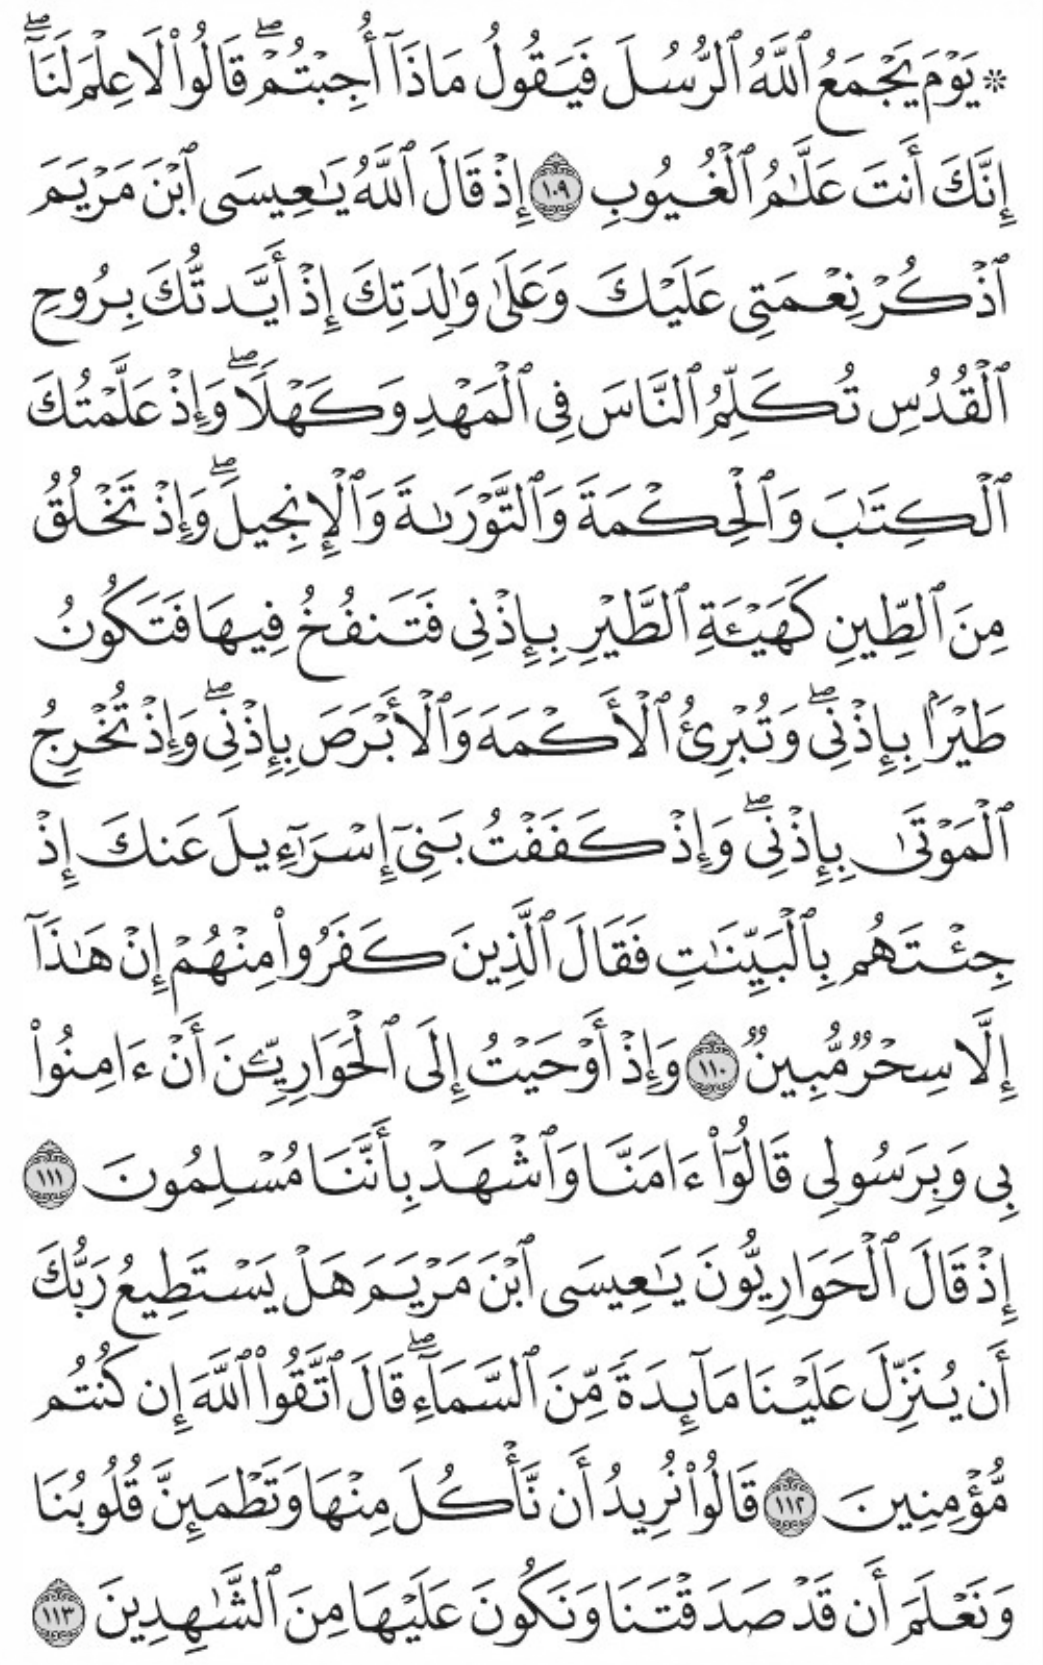 ۞ يَوْمَ يَجْمَعُ ٱللَّهُ ٱلرُّسُلَ فَيَقُولُ مَاذَآ أُجِبْتُمْۖ قَالُوا۟ لَا عِلْمَ لَنَآۖ
إِنَّكَ أَنتَ عَلَّٰمُ ٱلْغُيُوبِ ١٠٩ إِذْ قَالَ ٱللَّهُ يَٰعِيسَى ٱبْنَ مَرْيَمَ
ٱذْكُرْ نِعْمَتِى عَلَيْكَ وَعَلَىٰ وَٰلِدَتِكَ إِذْ أَيَّدتُّكَ بِرُوحِ
ٱلْقُدُسِ تُكَلِّمُ ٱلنَّاسَ فِى ٱلْمَهْدِ وَكَهْلًاۖ وَإِذْ عَلَّمْتُكَ
ٱلْكِتَٰبَ وَٱلْحِكْمَةَ وَٱلتَّوْرَىٰةَ وَٱلْإِنجِيلَۖ وَإِذْ تَخْلُقُ
مِنَ ٱلطِّينِ كَهَيْـَٔةِ ٱلطَّيْرِ بِإِذْنِى فَتَنفُخُ فِيهَا فَتَكُونُ
طَيْرًۢا بِإِذْنِىۖ وَتُبْرِئُ ٱلْأَكْمَهَ وَٱلْأَبْرَصَ بِإِذْنِىۖ وَإِذْ تُخْرِجُ
ٱلْمَوْتَىٰ بِإِذْنِىۖ وَإِذْ كَفَفْتُ بَنِىٓ إِسْرَٰٓءِيلَ عَنكَ إِذْ
جِئْتَهُم بِٱلْبَيِّنَٰتِ فَقَالَ ٱلَّذِينَ كَفَرُوا۟ مِنْهُمْ إِنْ هَٰذَآ
إِلَّا سِحْرٌ مُّبِينٌ ١١٠ وَإِذْ أَوْحَيْتُ إِلَى ٱلْحَوَارِيِّـۧنَ أَنْ ءَامِنُوا۟
بِى وَبِرَسُولِى قَالُوٓا۟ ءَامَنَّا وَٱشْهَدْ بِأَنَّنَا مُسْلِمُونَ ١١١
إِذْ قَالَ ٱلْحَوَارِيُّونَ يَٰعِيسَى ٱبْنَ مَرْيَمَ هَلْ يَسْتَطِيعُ رَبُّكَ
أَن يُنَزِّلَ عَلَيْنَا مَآئِدَةً مِّنَ ٱلسَّمَآءِۖ قَالَ ٱتَّقُوا۟ ٱللَّهَ إِن كُنتُم
مُّؤْمِنِينَ ١١٢ قَالُوا۟ نُرِيدُ أَن نَّأْكُلَ مِنْهَا وَتَطْمَئِنَّ قُلُوبُنَا
وَنَعْلَمَ أَن قَدْ صَدَقْتَنَا وَنَكُونَ عَلَيْهَا مِنَ ٱلشَّٰهِدِينَ ١١٣